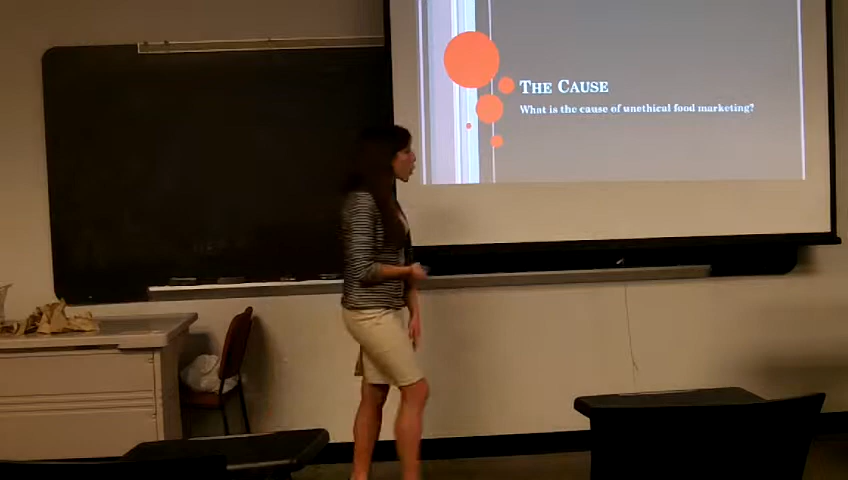 The Cause
What is the cause of unethical food marketing?